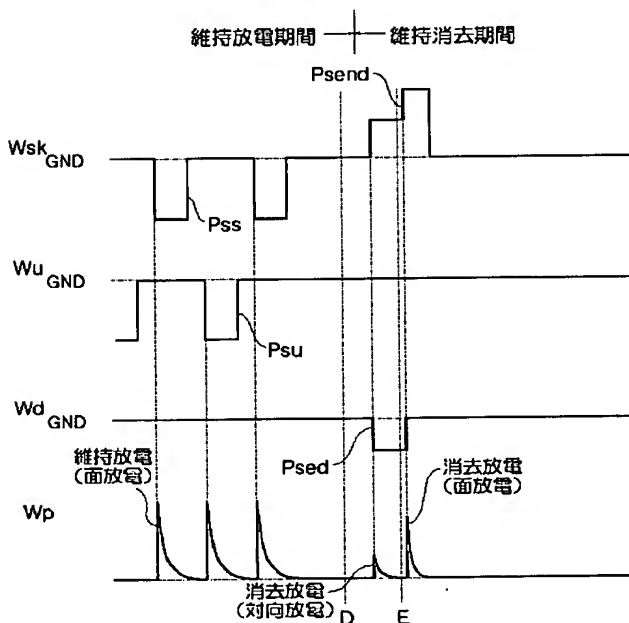 維持放電期間 維持消去期間
Psend
Wsk GND
Pss
Wu GND
Psu
Wd GND
Psed
維持放電
(面放電)
消去放電
(面放電)
Wp
消去放電
(対向放電)
D E